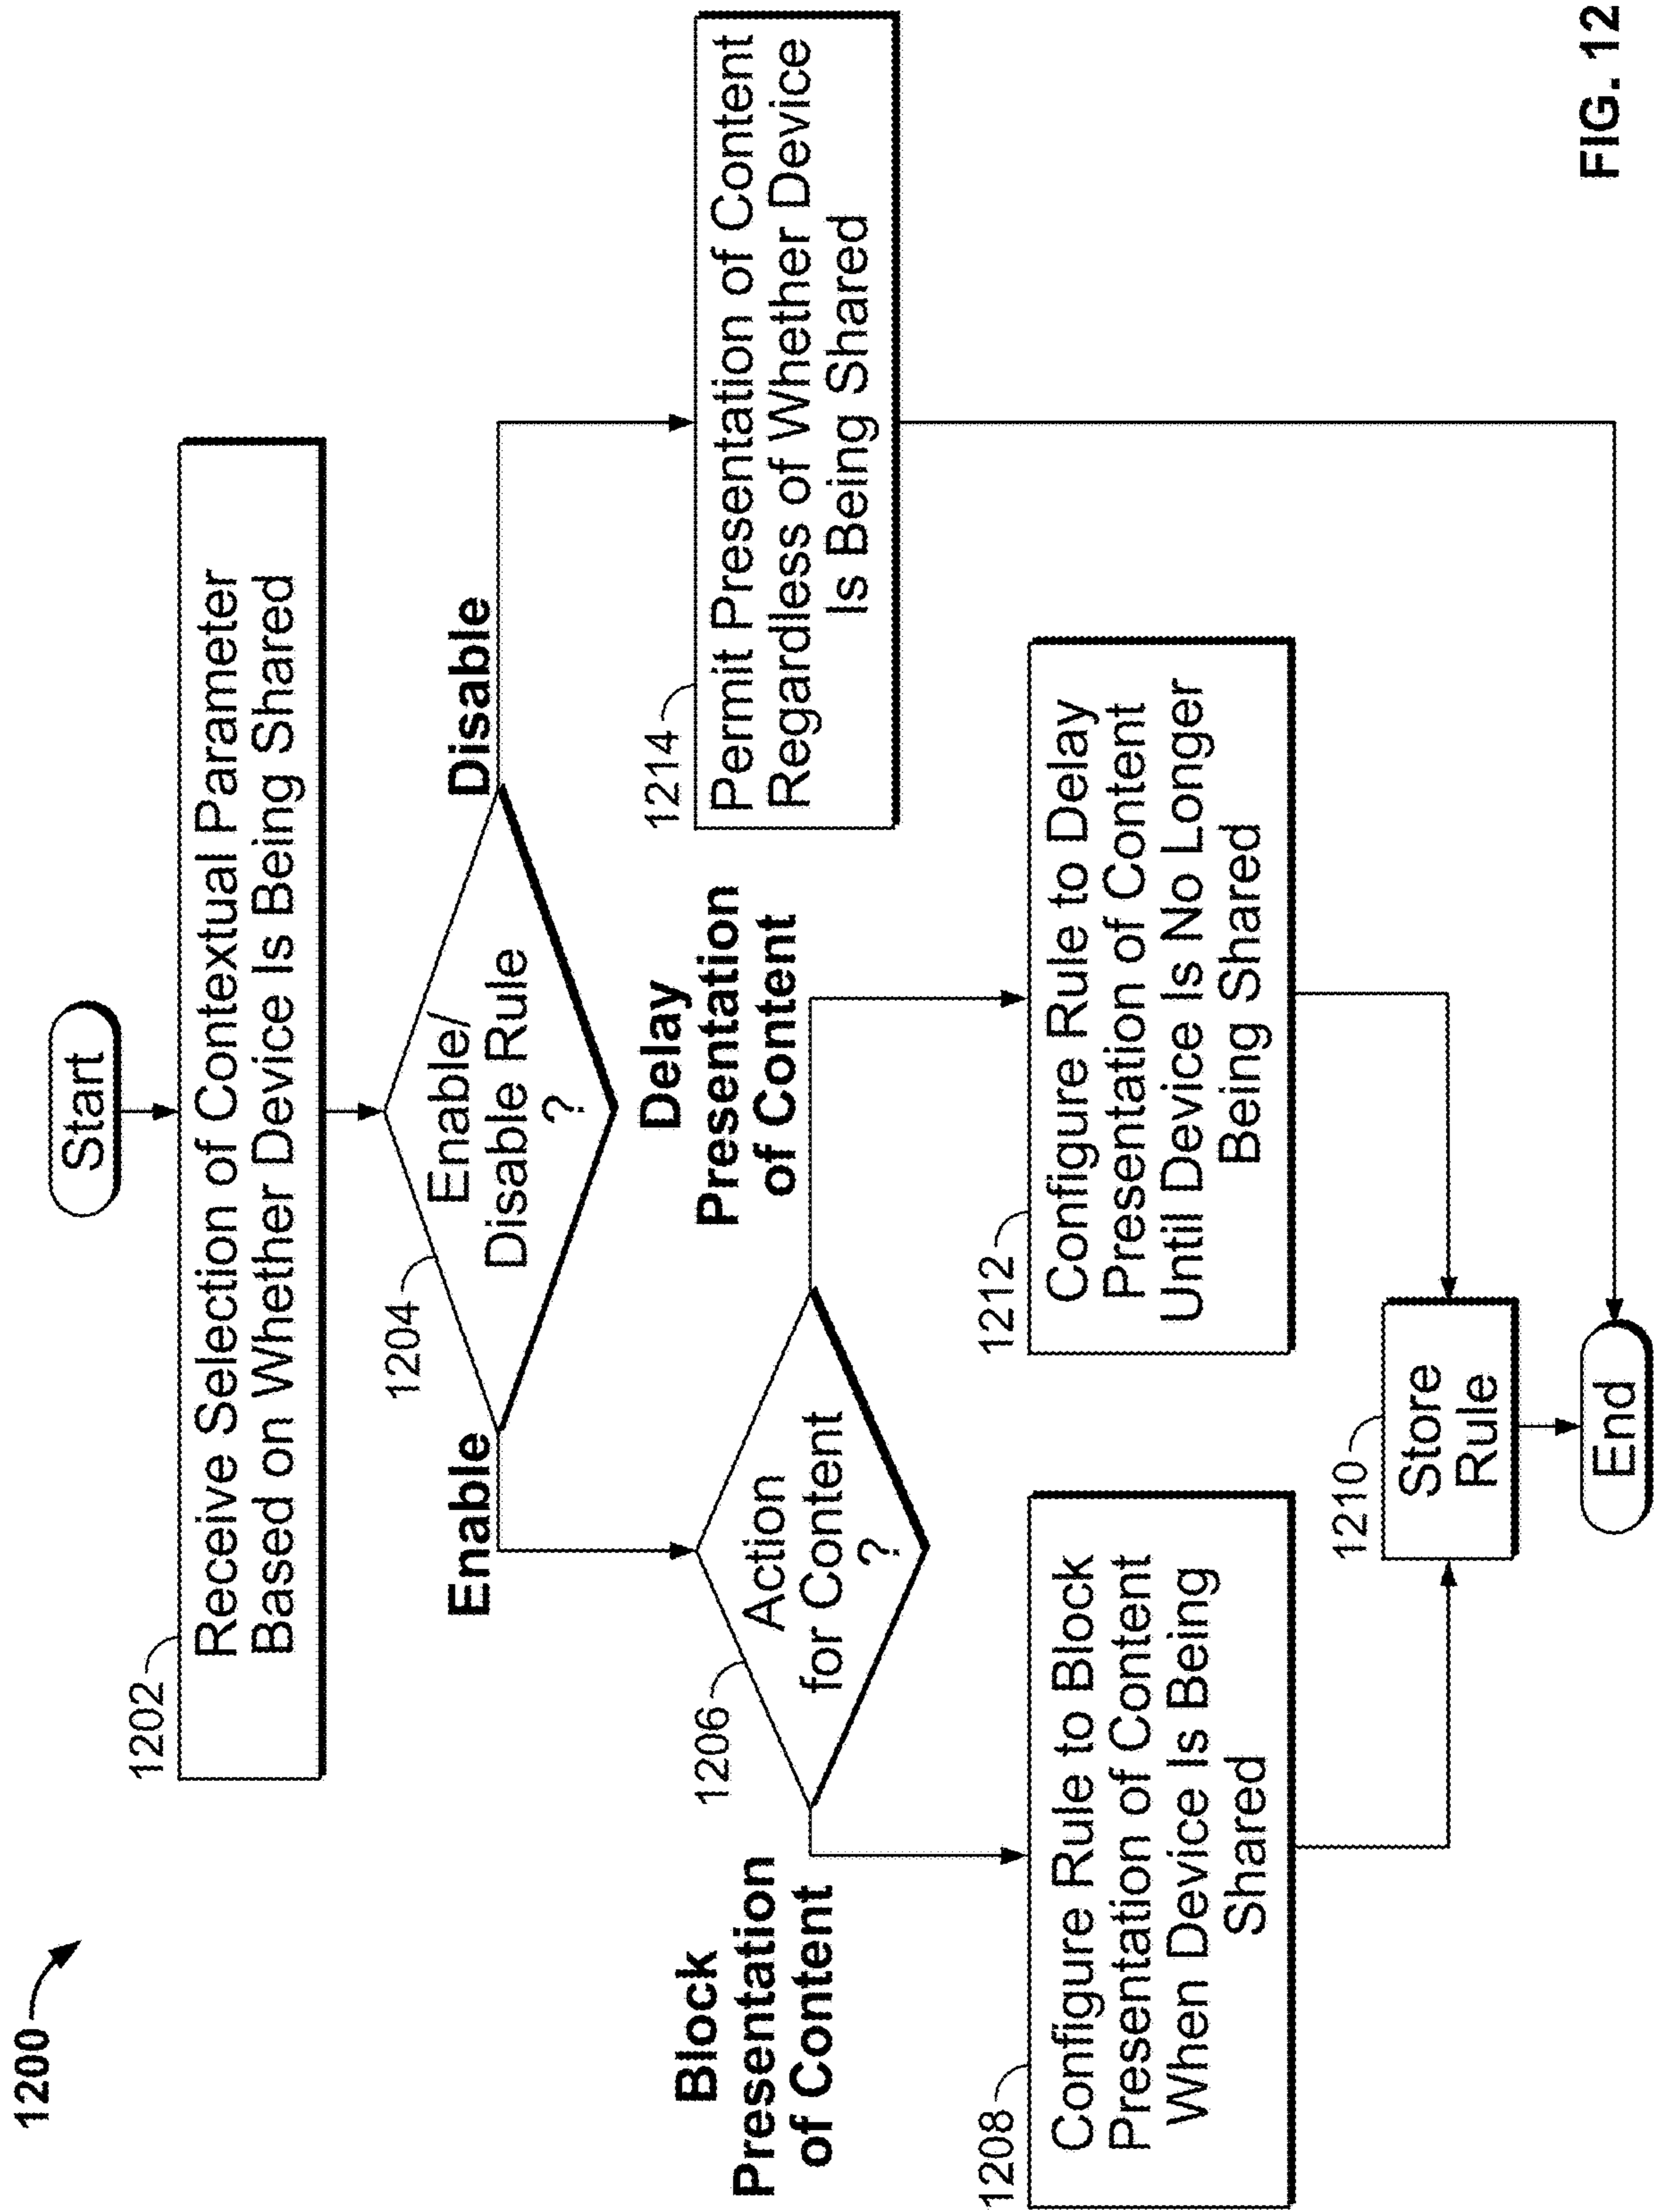 1200
Start
1202
Receive Selection of Contextual Parameter
Based on Whether Device Is Being Shared
1204
Enable/
Disable Rule
?
Enable
Disable
1206
Action
for Content
?
Block
Presentation
of Content
Delay
Presentation
of Content
1214
Permit Presentation of Content
Regardless of Whether Device
Is Being Shared
1208
Configure Rule to Block
Presentation of Content
When Device Is Being
Shared
1212
Configure Rule to Delay
Presentation of Content
Until Device Is No Longer
Being Shared
1210
Store
Rule
End
FIG. 12